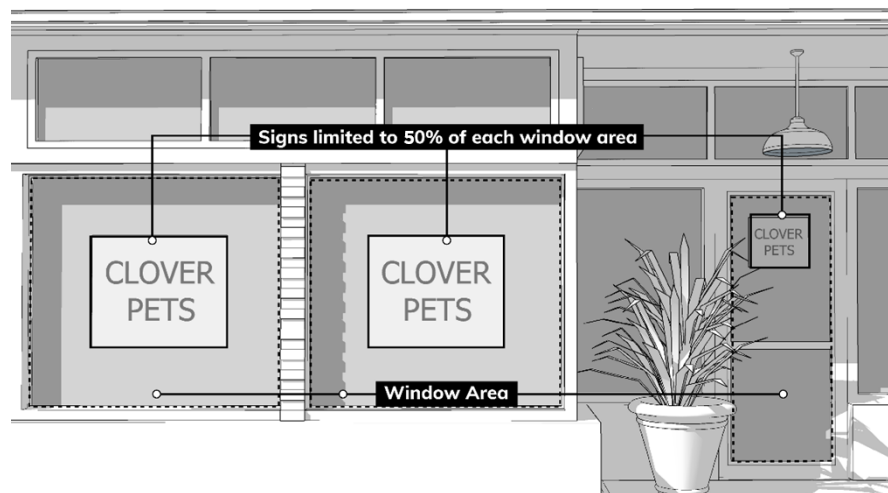 Signs limited to 50% of each window area
CLOVER
PETS
CLOVER
PETS
CLOVER
PETS
Window Area